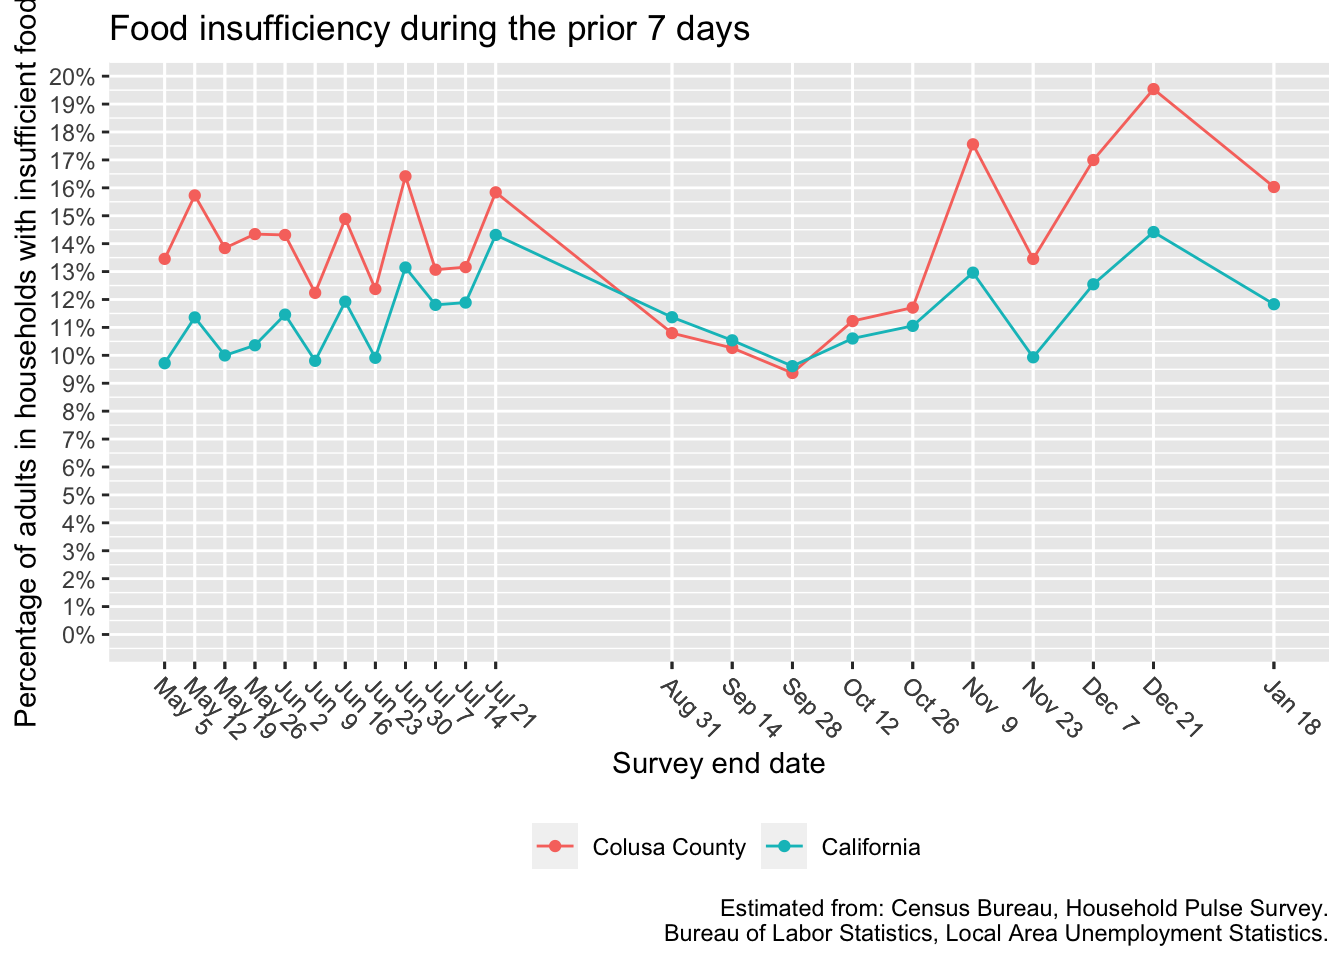 Food insufficiency during the prior 7 days
Percentage of adults in households with insufficient food
20%
19%
18%
17%
16%
15%
14%
13%
12%
11%
10%
9%
8%
7%
6%
5%
4%
3%
2%
1%
0%
May 5
May 12
May 19
May 26
Jun 2
Jun 9
Jun 16
Jun 23
Jun 30
Jul 7
Jul 14
Jul 21
Aug 31
Sep 14
Sep 28
Oct 12
Oct 26
Nov 9
Nov 23
Dec 7
Dec 21
Jan 18
Survey end date
Colusa County
California
Estimated from: Census Bureau, Household Pulse Survey.
Bureau of Labor Statistics, Local Area Unemployment Statistics.